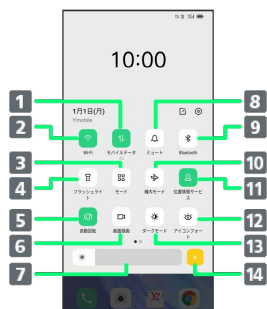 10:00
1月1日(月)
Y!mobile
1
2
3
4
5
6
7
8
9
10
11
12
13
14
Wi-Fi
モバイルデータ
ミュート
Bluetooth
フラッシュライ
ト
モード
機内モード
位置情報サービ
ス
自動回転
画面録画
ダークモード
アイコンフォー
ト
A